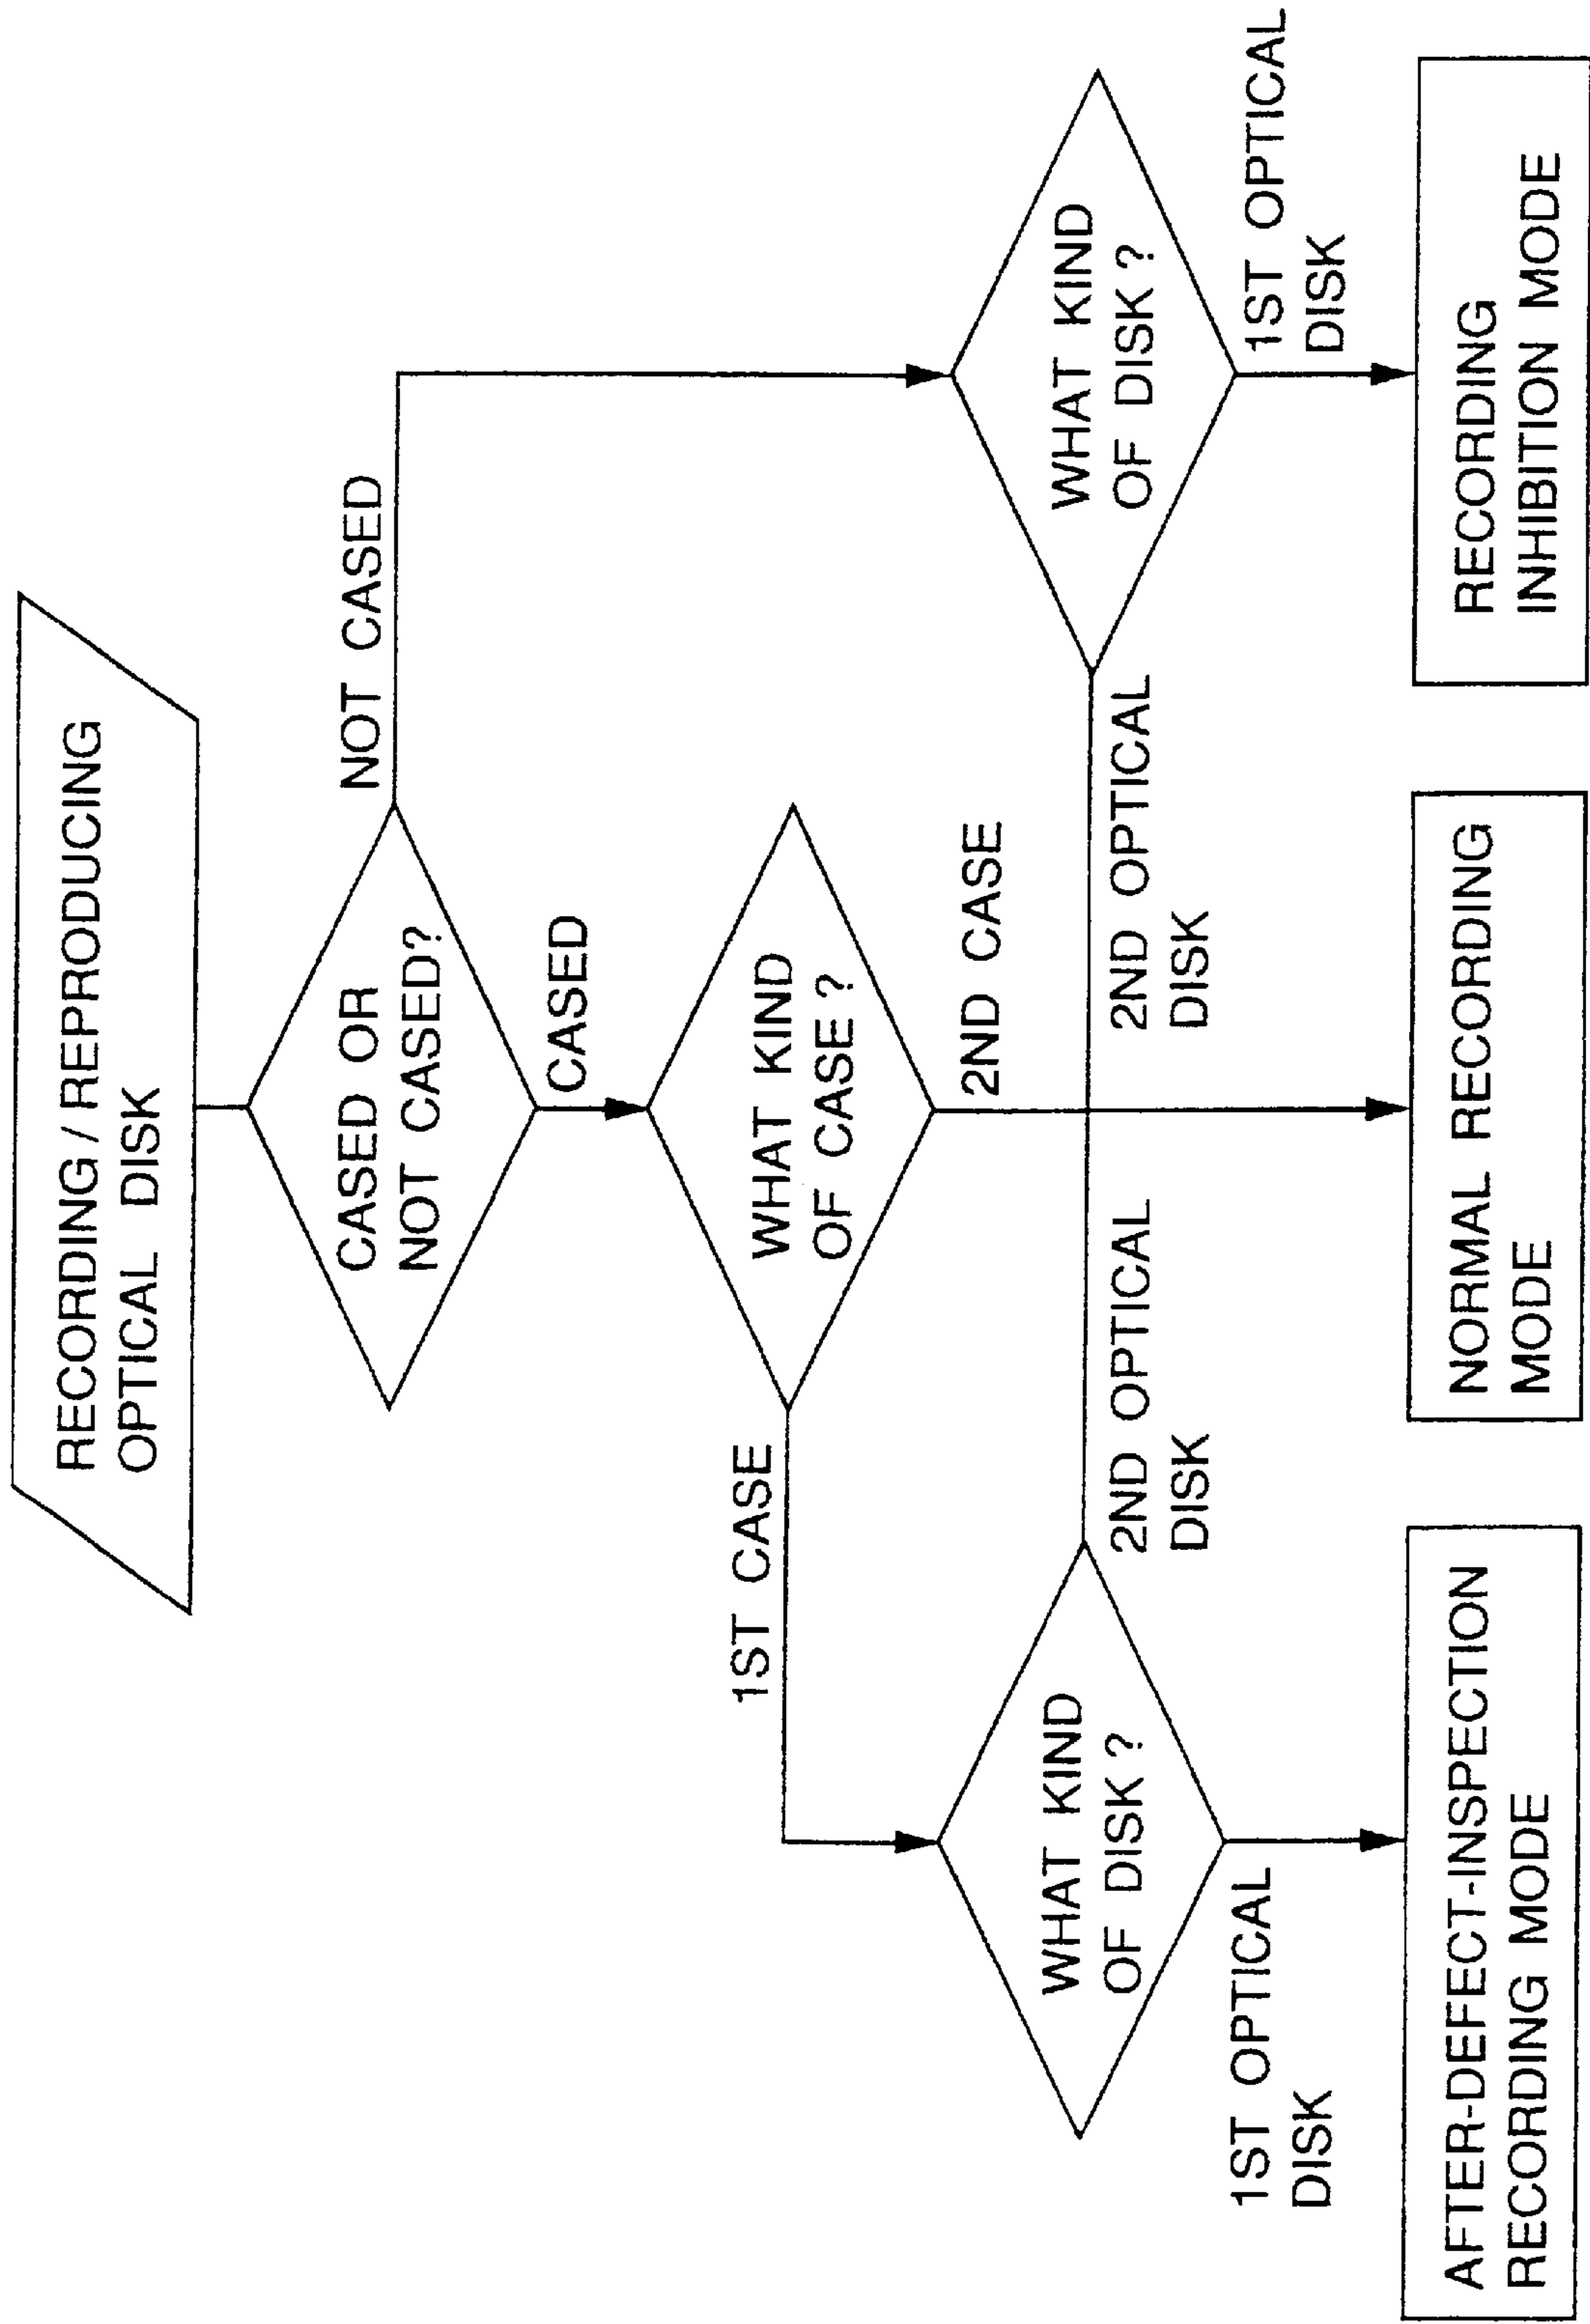 RECORDING / REPRODUCING
OPTICAL DISK
CASED OR
NOT CASED?
NOT CASED
CASED
WHAT KIND
OF CASE ?
1ST CASE
2ND CASE
WHAT KIND
OF DISK ?
2ND OPTICAL
DISK
2ND OPTICAL
DISK
WHAT KIND
OF DISK ?
1ST OPTICAL
DISK
1ST OPTICAL
DISK
AFTER-DEFECT-INSPECTION
RECORDING MODE
NORMAL RECORDING
MODE
RECORDING
INHIBITION MODE